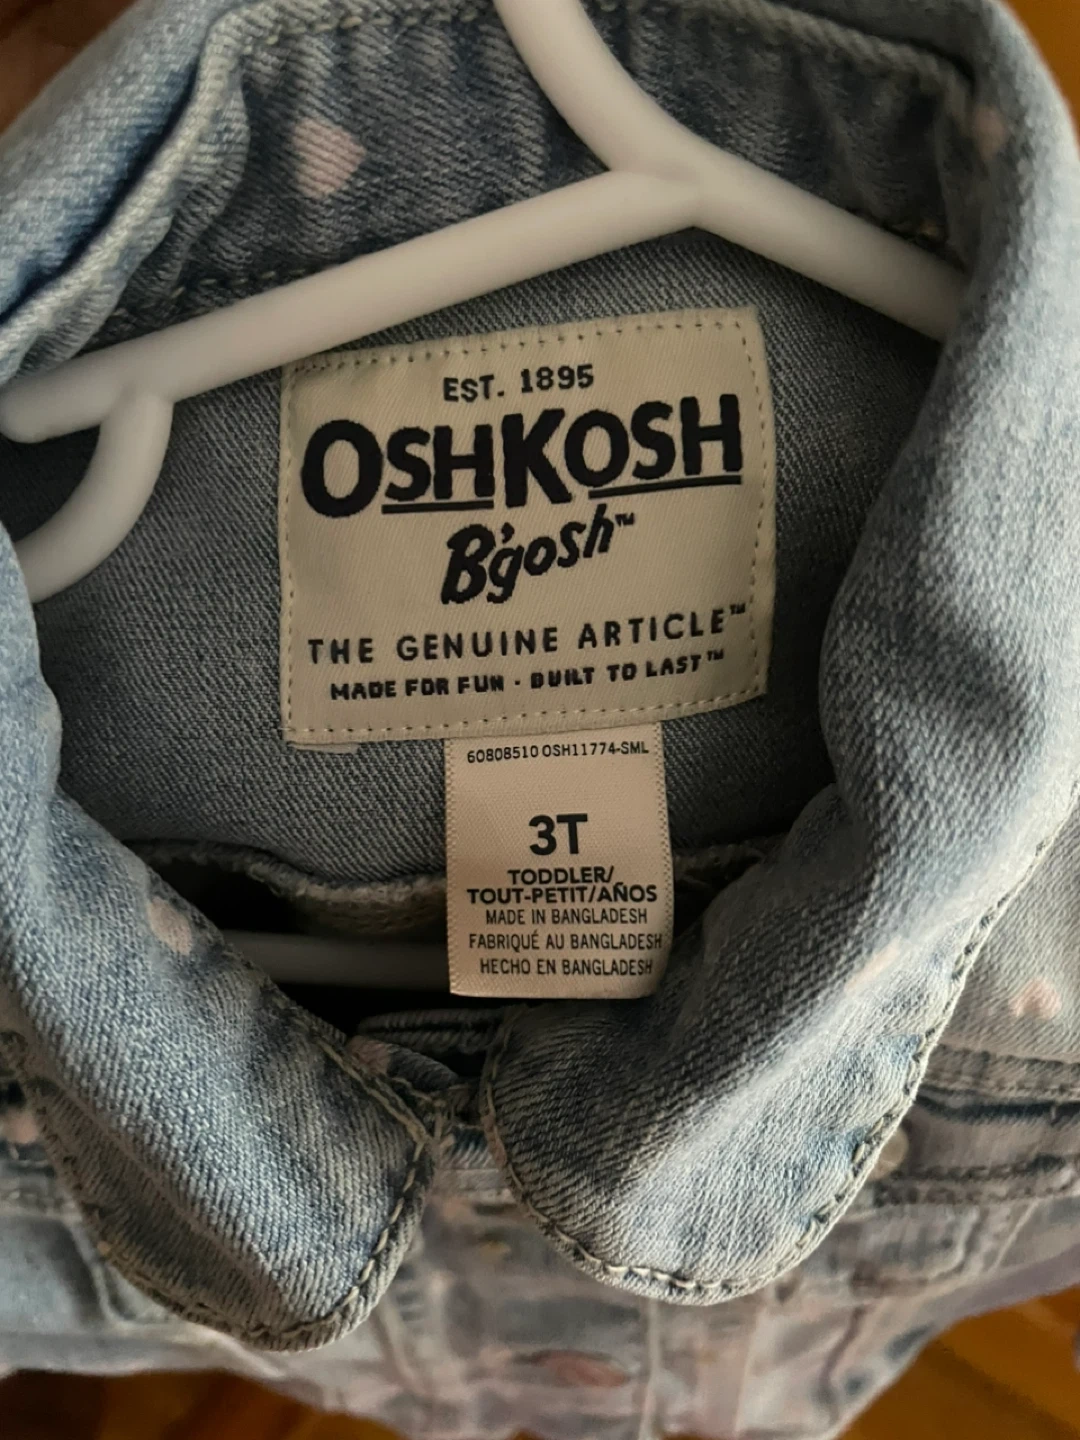 EST. 1895
OSHKOSH
B'gosh™
THE GENUINE ARTICLE™
MADE FOR FUN · BUILT TO LAST™
60808510 OSH11774-SML
3T
TODDLER/
TOUT-PETIT/AÑOS
MADE IN BANGLADESH
FABRIQUÉ AU BANGLADESH
HECHO EN BANGLADESH